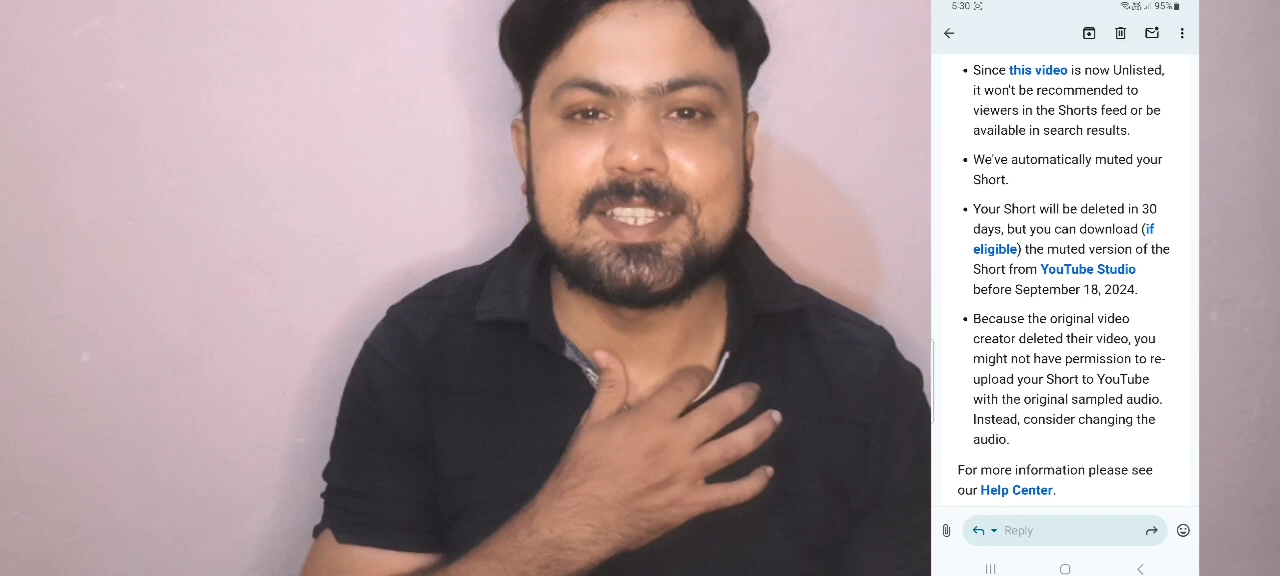 5:30
95%
Since this video is now Unlisted,
it won't be recommended to
viewers in the Shorts feed or be
available in search results.
We've automatically muted your
Short.
Your Short will be deleted in 30
days, but you can download (if
eligible) the muted version of the
Short from YouTube Studio
before September 18, 2024.
Because the original video
creator deleted their video, you
might not have permission to re-
upload your Short to YouTube
with the original sampled audio.
Instead, consider changing the
audio.
For more information please see
our Help Center.
Reply